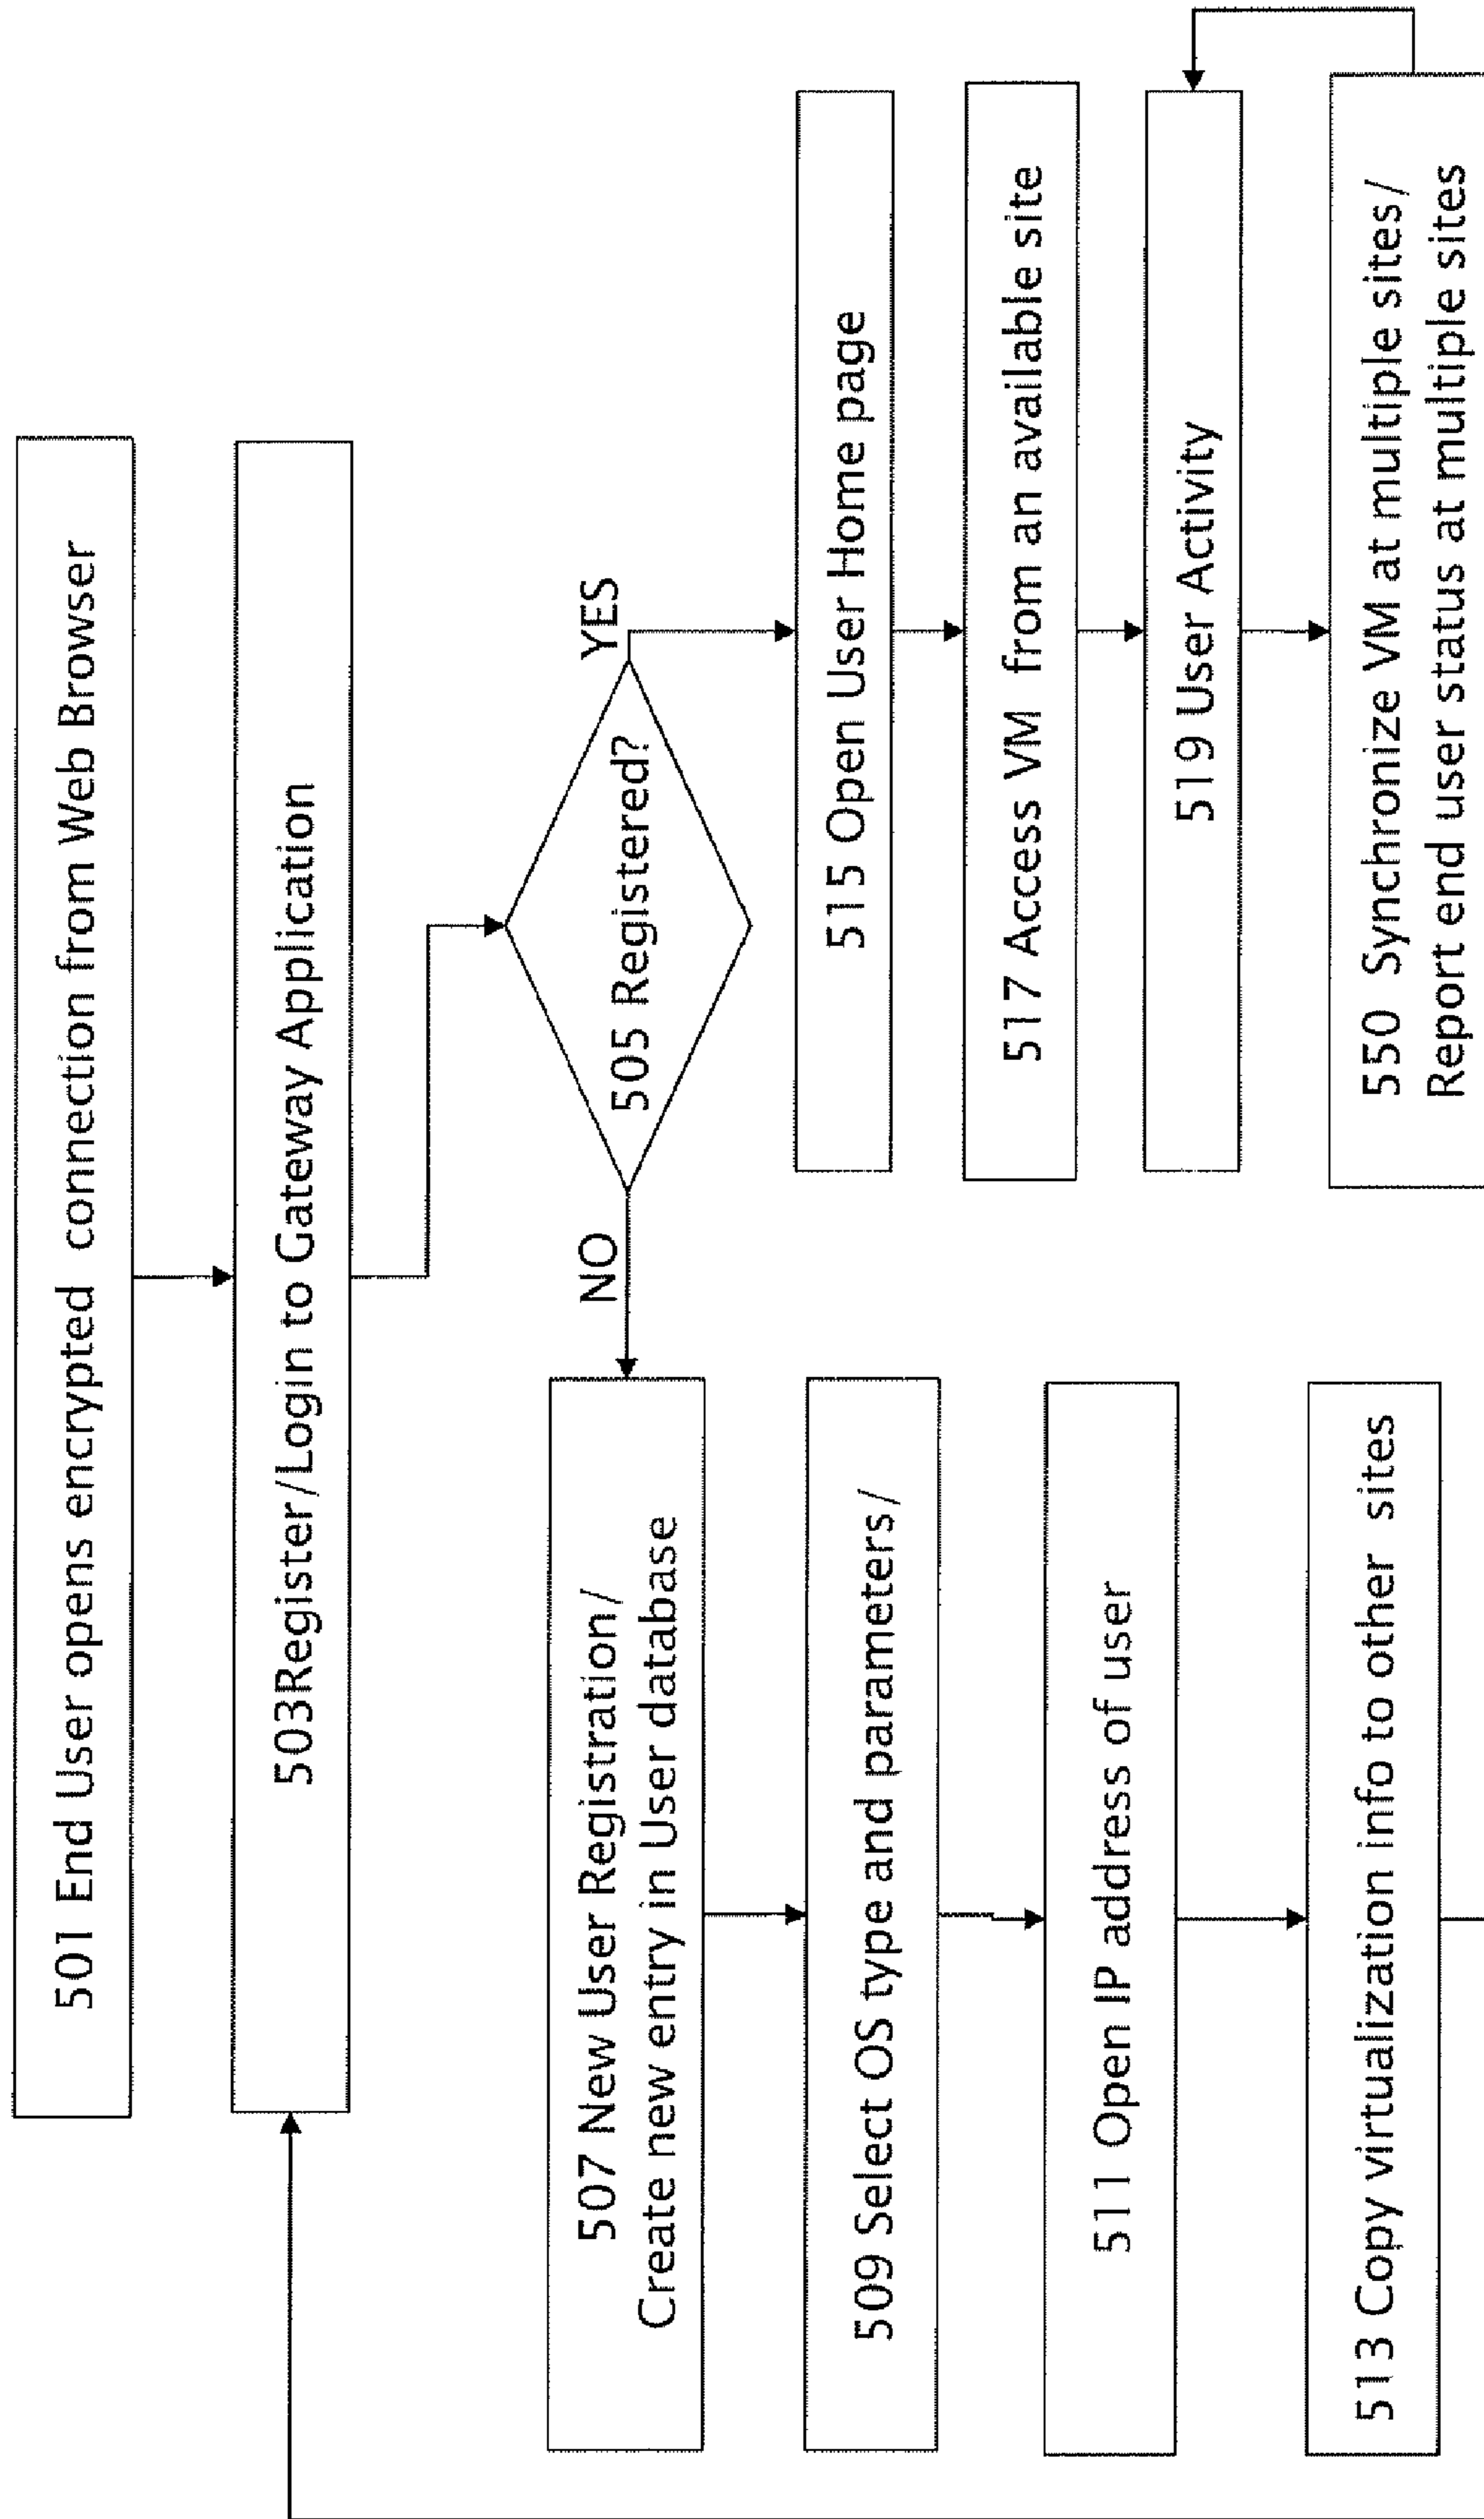 501 End User opens encrypted connection from Web Browser
503Register/Login to Gateway Application
505 Registered?
NO
YES
507 New User Registration/
Create new entry in User database
509 Select OS type and parameters/
511 Open IP address of user
513 Copy virtualization info to other sites
515 Open User Home page
517 Access VM from an available site
519 User Activity
550 Synchronize VM at multiple sites/
Report end user status at multiple sites